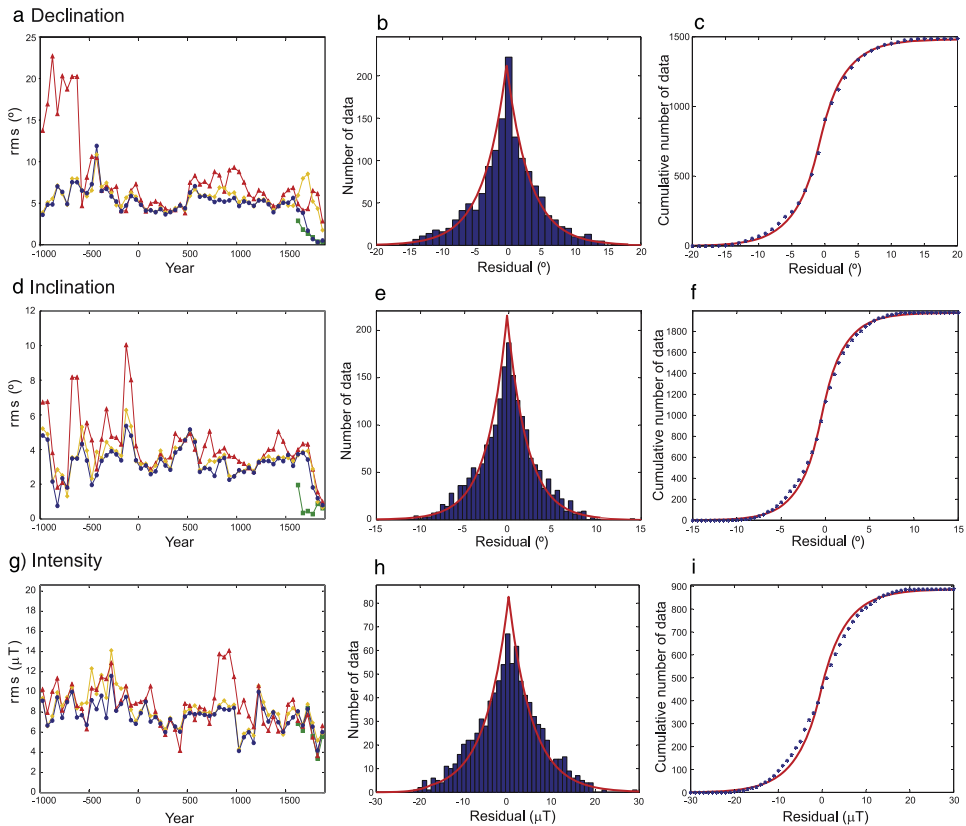 a Declination
b
c
25
20
15
10
5
0
rms (º)
-1000 -500 0 500 1000 1500
Year
200
150
100
50
0
Number of data
-20 -15 -10 -5 0 5 10 15 20
Residual (º)
1500
1000
500
0
Cumulative number of data
-20 -15 -10 -5 0 5 10 15 20
Residual (º)
d Inclination
e
f
12
10
8
6
4
2
0
rms (º)
-1000 -500 0 500 1000 1500
Year
200
150
100
50
0
Number of data
-15 -10 -5 0 5 10 15
Residual (º)
1800
1600
1400
1200
1000
800
600
400
200
0
Cumulative number of data
-15 -10 -5 0 5 10 15
Residual (º)
g) Intensity
h
i
20
18
16
14
12
10
8
6
4
2
0
rms (µT)
-1000 -500 0 500 1000 1500
Year
80
70
60
50
40
30
20
10
0
Number of data
-30 -20 -10 0 10 20 30
Residual (µT)
900
800
700
600
500
400
300
200
100
0
Cumulative number of data
-30 -20 -10 0 10 20 30
Residual (µT)